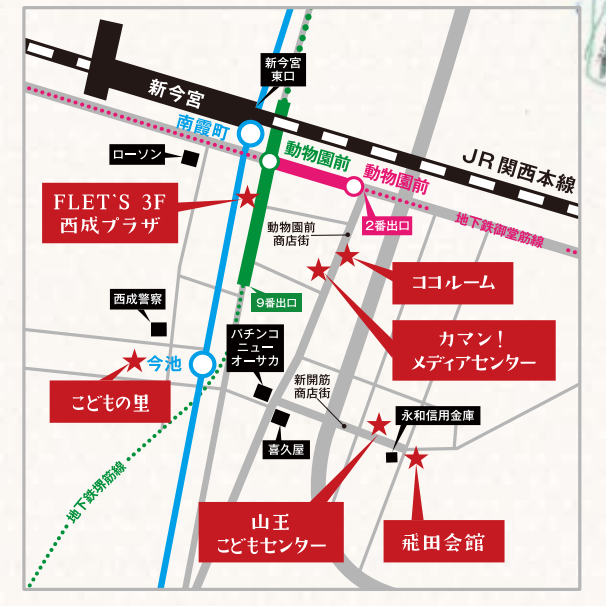 新今宮
東口
新今宮
JR関西本線
南霞町
ローソン
動物園前
動物園前
FLET'S 3F
西成プラザ
2番出口
地下鉄御堂筋線
動物園前
商店街
ココルーム
西成警察
9番出口
カマン!
メディアセンター
パチンコ
ニュー
オーサカ
今池
こどもの里
新開筋
商店街
永和信用金庫
喜久屋
地下鉄堺筋線
山王
こどもセンター
飛田会館